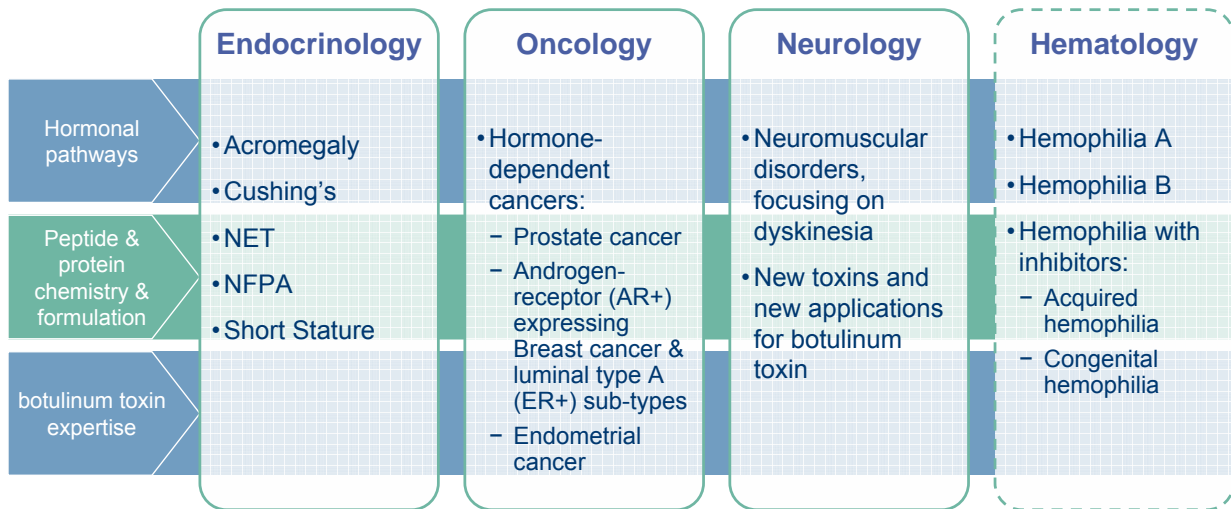 Endocrinology
Oncology
Neurology
Hematology
Hormonal
pathways
Peptide &
protein
chemistry &
formulation
botulinum toxin
expertise
•Acromegaly
•Cushing's
•NET
•NFPA
•Short Stature
•Hormone-
dependent
cancers:
− Prostate cancer
− Androgen-
receptor (AR+)
expressing
Breast cancer &
luminal type A
(ER+) sub-types
− Endometrial
cancer
•Neuromuscular
disorders,
focusing on
dyskinesia
•New toxins and
new applications
for botulinum
toxin
•Hemophilia A
•Hemophilia B
•Hemophilia with
inhibitors:
− Acquired
hemophilia
− Congenital
hemophilia